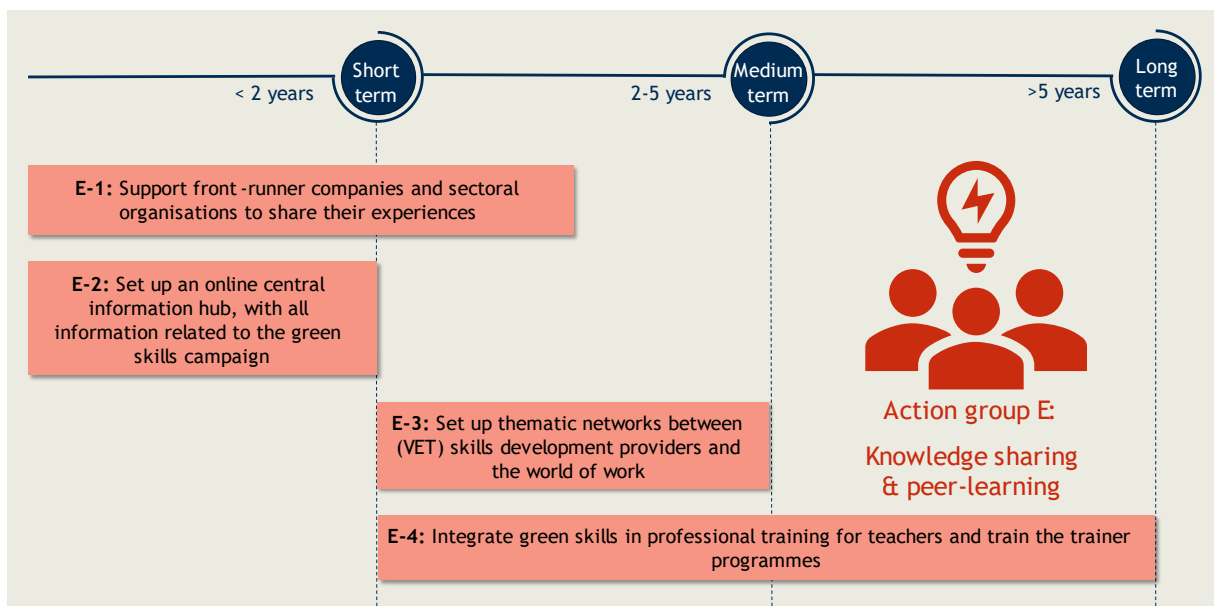 Short
term
< 2 years
Medium
term
2-5 years
Long
term
>5 years
E-1: Support front-runner companies and sectoral
organisations to share their experiences
E-2: Set up an online central
information hub, with all
information related to the green
skills campaign
E-3: Set up thematic networks between
(VET) skills development providers and
the world of work
Action group E:
Knowledge sharing
& peer-learning
E-4: Integrate green skills in professional training for teachers and train the trainer
programmes